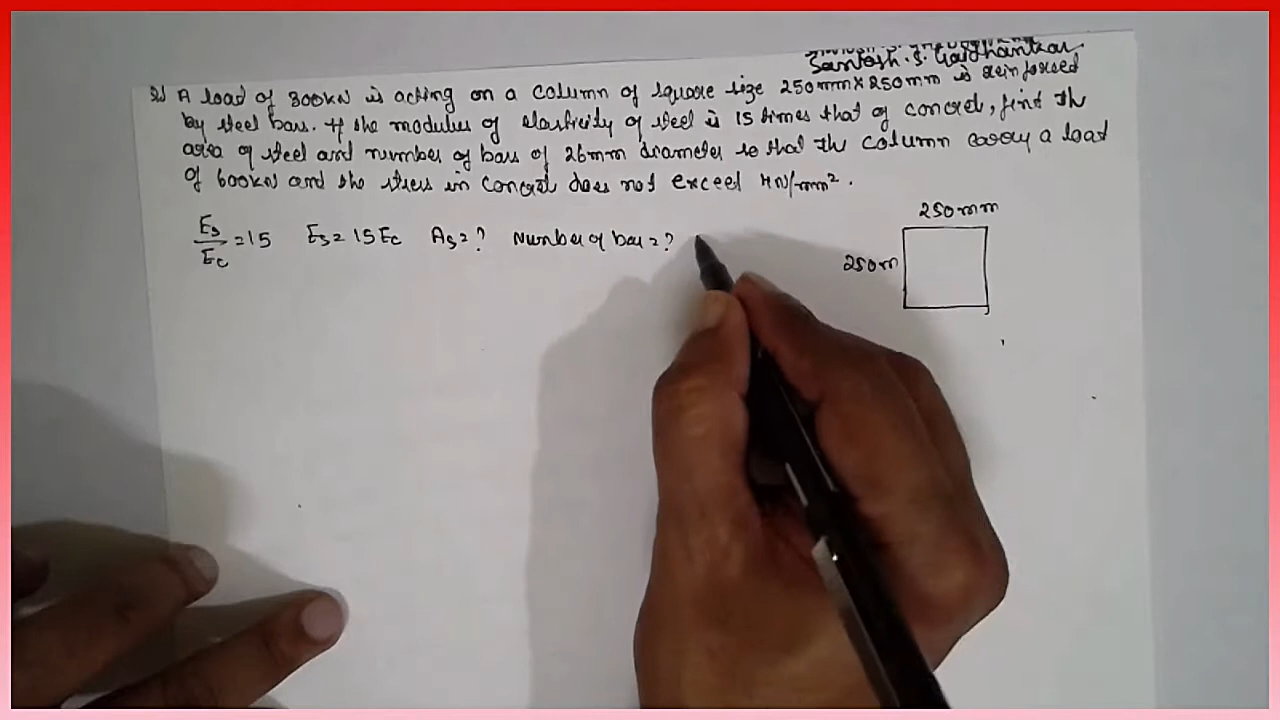 Santosh.S. Gaidhankar
Q1 A load of 300kN is acting on a column of square size 250mm×250mm is reinforced
by steel bars. If the modulus of elasticity of steel is 15 times that of concrete, find the
area of steel and number of bars of 26mm diameter so that the column carry a load
of 600kN and the stress in concrete does not exceed 4N/mm².
Es/Ec = 15 Es = 15Ec As = ? Number of bar = ?
250mm
250m